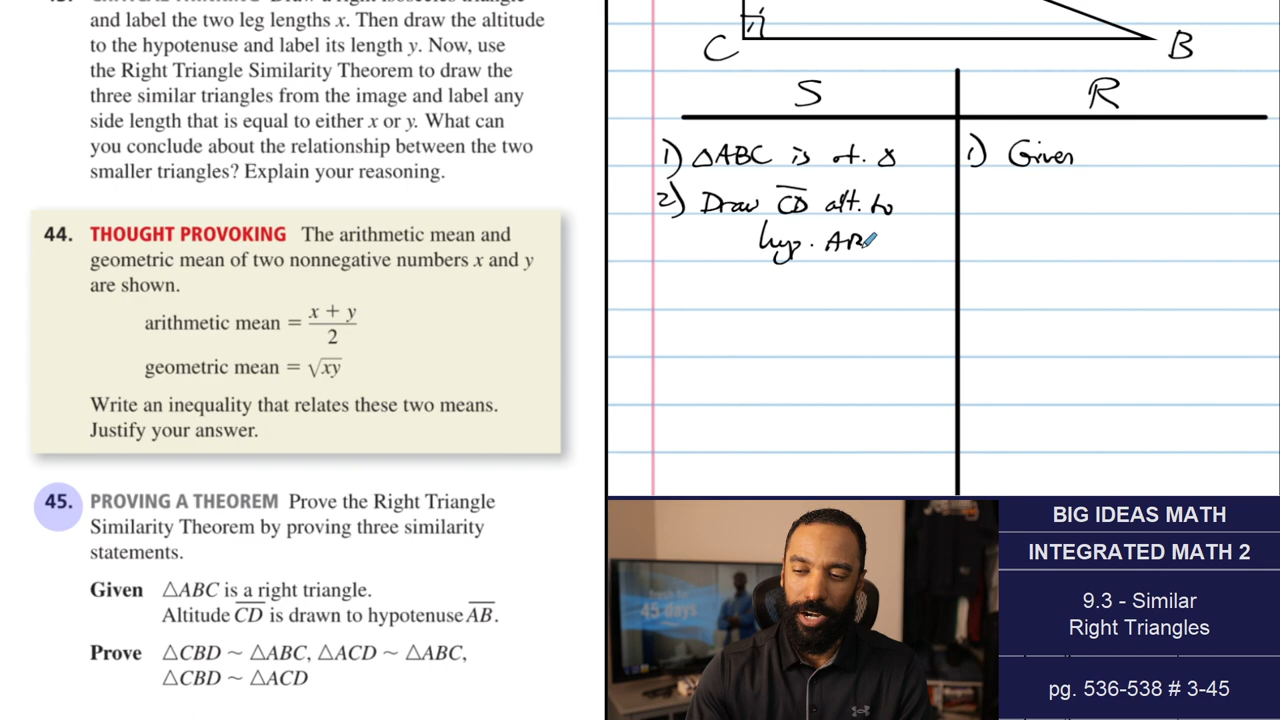 and label the two leg lengths x. Then draw the altitude
to the hypotenuse and label its length y. Now, use
the Right Triangle Similarity Theorem to draw the
three similar triangles from the image and label any
side length that is equal to either x or y. What can
you conclude about the relationship between the two
smaller triangles? Explain your reasoning.
44. THOUGHT PROVOKING The arithmetic mean and
geometric mean of two nonnegative numbers x and y
are shown.
arithmetic mean = (x + y)/2
geometric mean = √xy
Write an inequality that relates these two means.
Justify your answer.
45. PROVING A THEOREM Prove the Right Triangle
Similarity Theorem by proving three similarity
statements.
Given △ABC is a right triangle.
Altitude C̅D̅ is drawn to hypotenuse A̅B̅.
Prove △CBD ~ △ABC, △ACD ~ △ABC,
△CBD ~ △ACD
C B
S R
1) △ABC is rt. △ 1) Given
2) Draw C̅D̅ alt. to
hyp. AB
45 days
BIG IDEAS MATH
INTEGRATED MATH 2
9.3 - Similar
Right Triangles
pg. 536-538 # 3-45